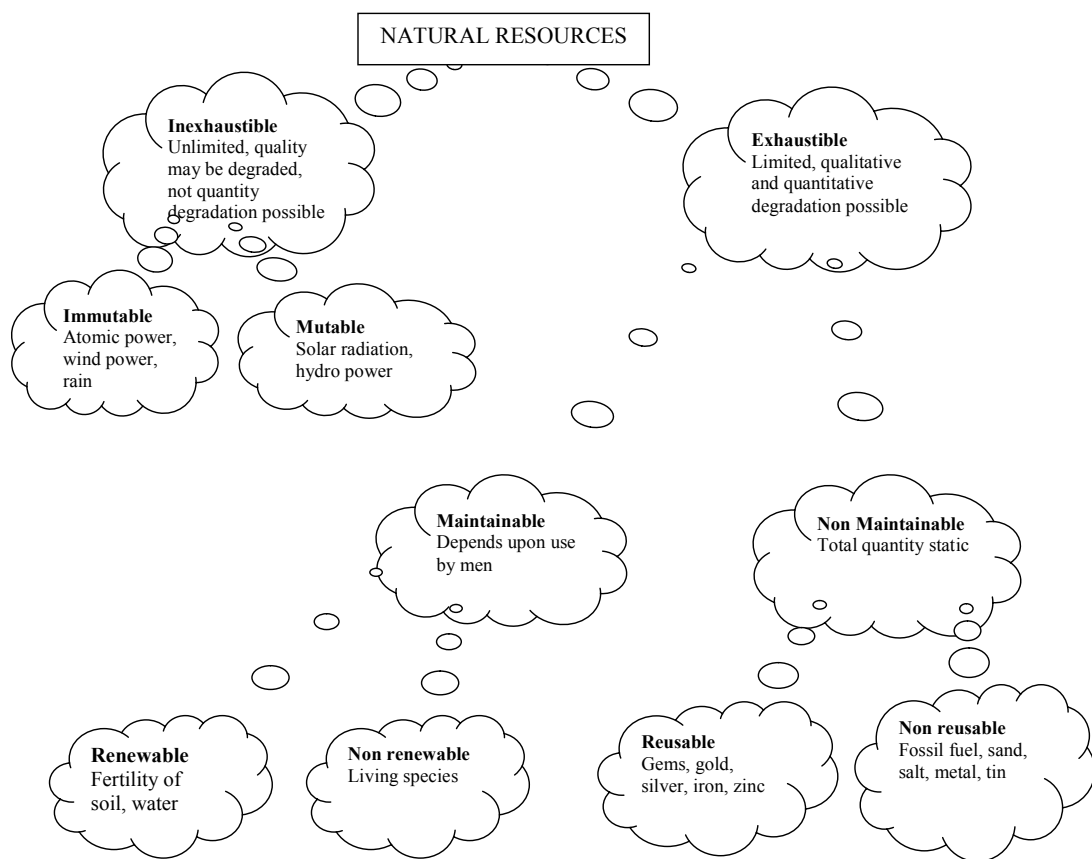 NATURAL RESOURCES
Inexhaustible
Unlimited, quality
may be degraded,
not quantity
degradation possible
Exhaustible
Limited, qualitative
and quantitative
degradation possible
Immutable
Atomic power,
wind power,
rain
Mutable
Solar radiation,
hydro power
Maintainable
Depends upon use
by men
Non Maintainable
Total quantity static
Renewable
Fertility of
soil, water
Non renewable
Living species
Reusable
Gems, gold,
silver, iron, zinc
Non reusable
Fossil fuel, sand,
salt, metal, tin